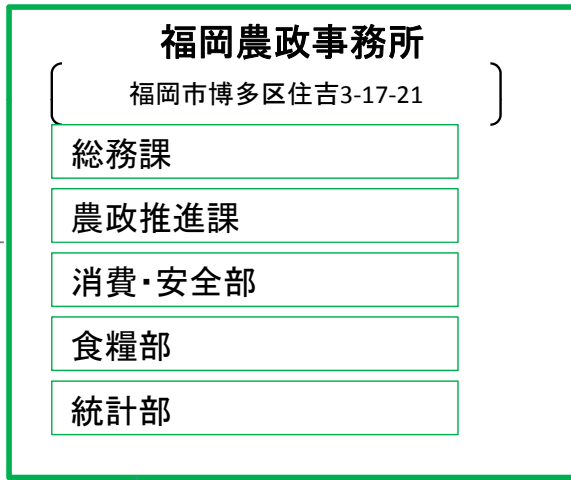 福岡農政事務所
福岡市博多区住吉3-17-21
総務課
農政推進課
消費・安全部
食糧部
統計部